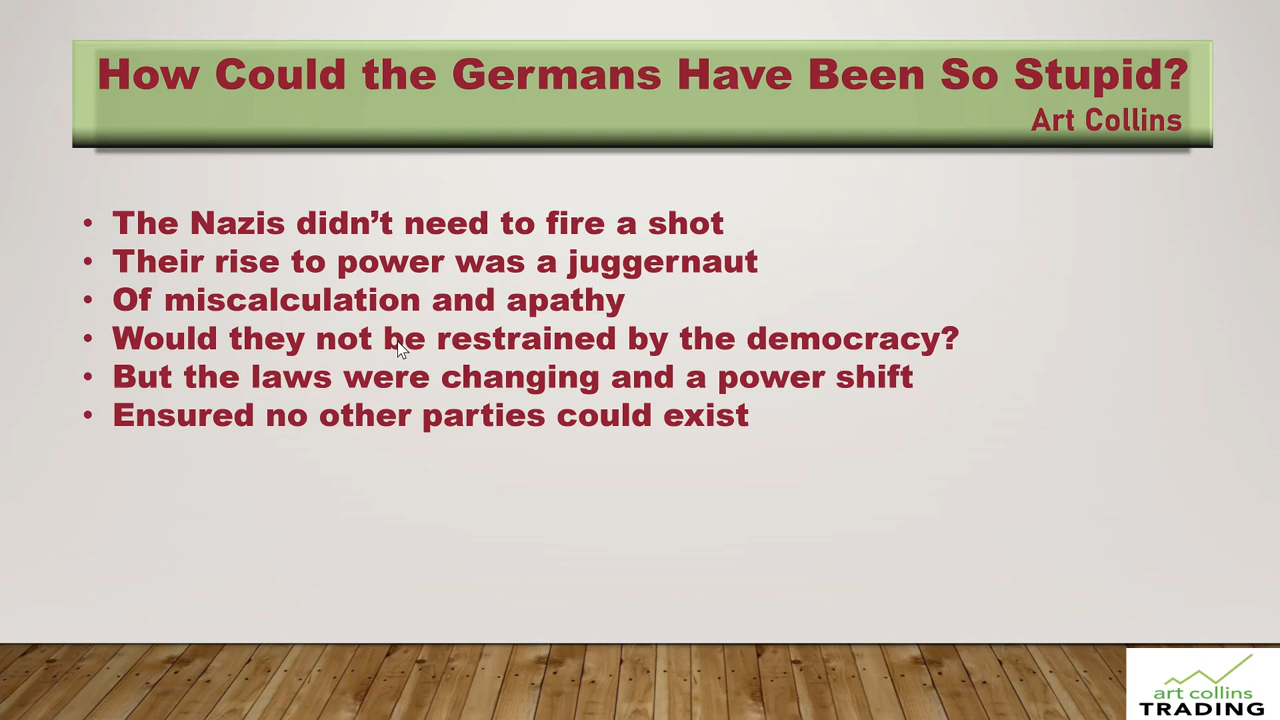 How Could the Germans Have Been So Stupid?
Art Collins
• The Nazis didn’t need to fire a shot
• Their rise to power was a juggernaut
• Of miscalculation and apathy
• Would they not be restrained by the democracy?
• But the laws were changing and a power shift
• Ensured no other parties could exist
art collins
TRADING